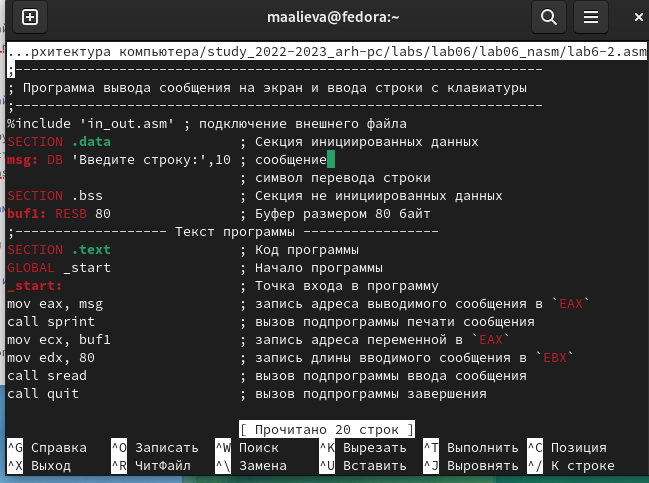 maalieva@fedora:~
...рхитектура компьютера/study_2022-2023_arh-pc/labs/lab06/lab06_nasm/lab6-2.asm
;--------------------------------------------------------------
; Программа вывода сообщения на экран и ввода строки с клавиатуры
;--------------------------------------------------------------
%include 'in_out.asm' ; подключение внешнего файла
SECTION .data ; Секция инициированных данных
msg: DB 'Введите строку:',10 ; сообщение
; символ перевода строки
SECTION .bss ; Секция не инициированных данных
buf1: RESB 80 ; Буфер размером 80 байт
;------------------- Текст программы -----------------
SECTION .text ; Код программы
GLOBAL _start ; Начало программы
_start: ; Точка входа в программу
mov eax, msg ; запись адреса выводимого сообщения в `EAX`
call sprint ; вызов подпрограммы печати сообщения
mov ecx, buf1 ; запись адреса переменной в `EAX`
mov edx, 80 ; запись длины вводимого сообщения в `EBX`
call sread ; вызов подпрограммы ввода сообщения
call quit ; вызов подпрограммы завершения
[ Прочитано 20 строк ]
^G Справка ^O Записать ^W Поиск ^K Вырезать ^T Выполнить ^C Позиция
^X Выход ^R ЧитФайл ^\ Замена ^U Вставить ^J Выровнять ^/ К строке